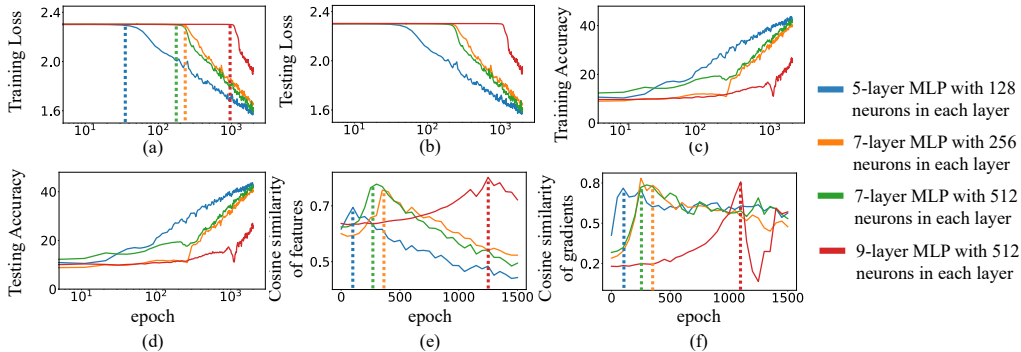 Training Loss
2.4
2.0
1.6
10¹ 10² 10³
(a)
Testing Loss
2.4
2.0
1.6
10¹ 10² 10³
(b)
Training Accuracy
40
20
0
10¹ 10² 10³
(c)
5-layer MLP with 128
neurons in each layer
7-layer MLP with 256
neurons in each layer
7-layer MLP with 512
neurons in each layer
9-layer MLP with 512
neurons in each layer
Testing Accuracy
40
20
0
10¹ 10² 10³
epoch
(d)
Cosine similarity
of features
0.7
0.5
0 500 1000 1500
epoch
(e)
Cosine similarity
of gradients
0.8
0.5
0.2
0 500 1000 1500
epoch
(f)